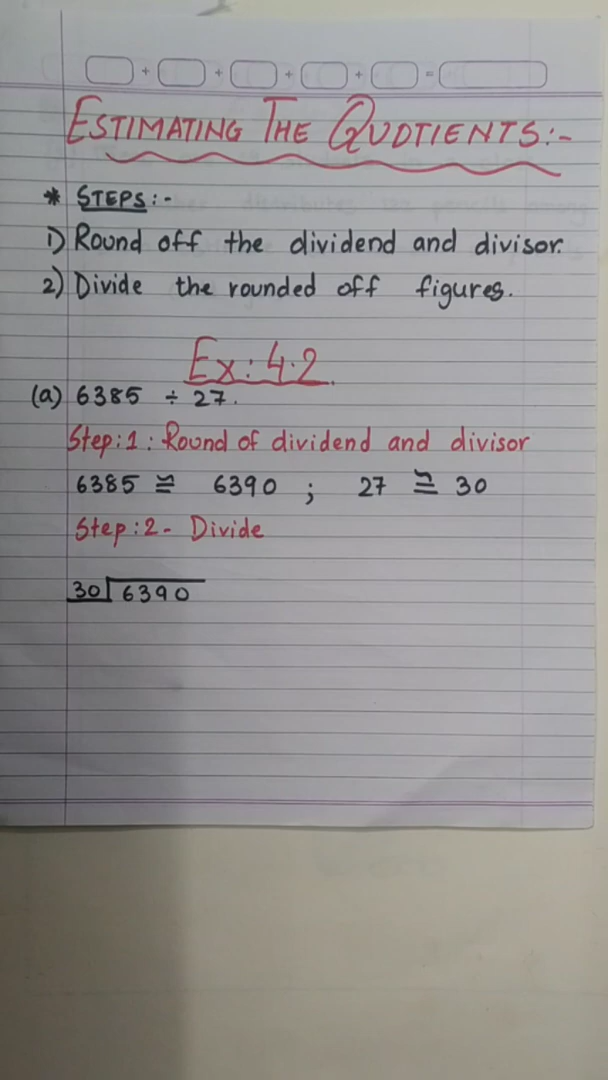 + + + + =
ESTIMATING THE QUOTIENTS:-
* STEPS:-
1) Round off the dividend and divisor.
2) Divide the rounded off figures.
Ex: 4.2
(a) 6385 ÷ 27.
Step:1: Round of dividend and divisor
6385 ≅ 6390 ; 27 ≅ 30
Step:2- Divide
30 6390